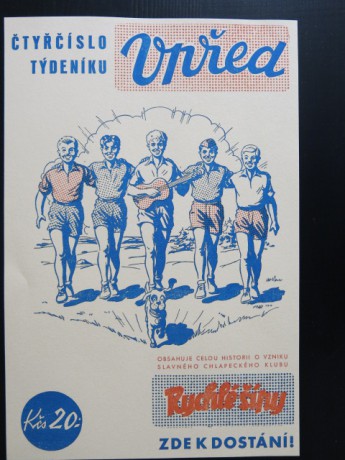 ČTYŘČÍSLO
TÝDENÍKU
Vpřed
OBSAHUJE CELOU HISTORII O VZNIKU
SLAVNÉHO CHLAPECKÉHO KLUBU
Rychlé šípy
Kčs 20.-
ZDE K DOSTÁNÍ!